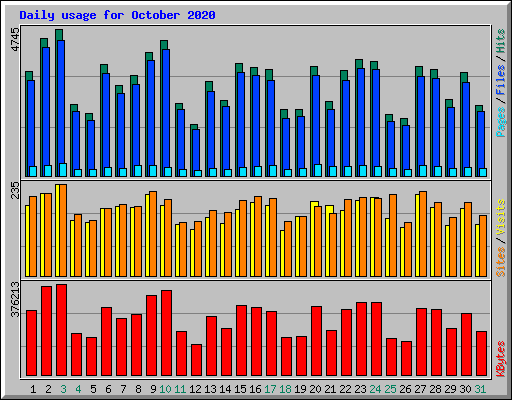 Daily usage for October 2020
4745
235
376213
Pages / Files / Hits
Sites / Visits
KBytes
1 2 3 4 5 6 7 8 9 10 11 12 13 14 15 16 17 18 19 20 21 22 23 24 25 26 27 28 29 30 31